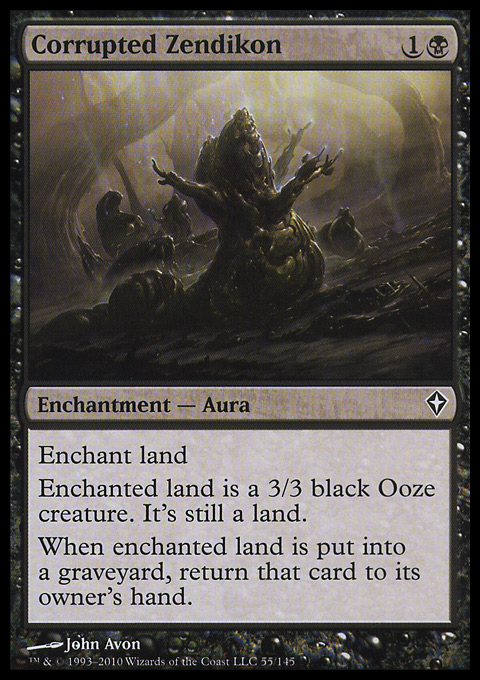 Corrupted Zendikon 1
Enchantment — Aura
Enchant land
Enchanted land is a 3/3 black Ooze
creature. It's still a land.
When enchanted land is put into
a graveyard, return that card to its
owner's hand.
John Avon
™ & © 1993–2010 Wizards of the Coast LLC 55/145